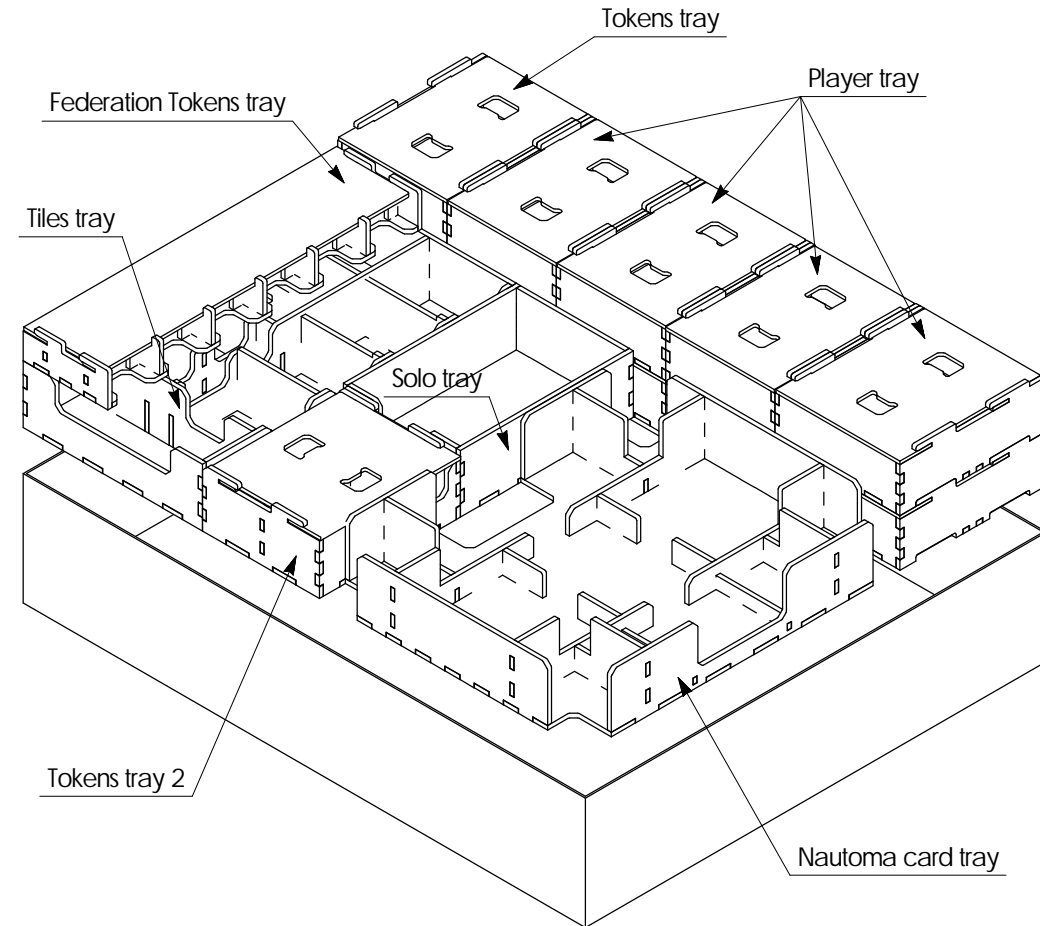 Tokens tray
Player tray
Federation Tokens tray
Tiles tray
Solo tray
Tokens tray 2
Nautoma card tray